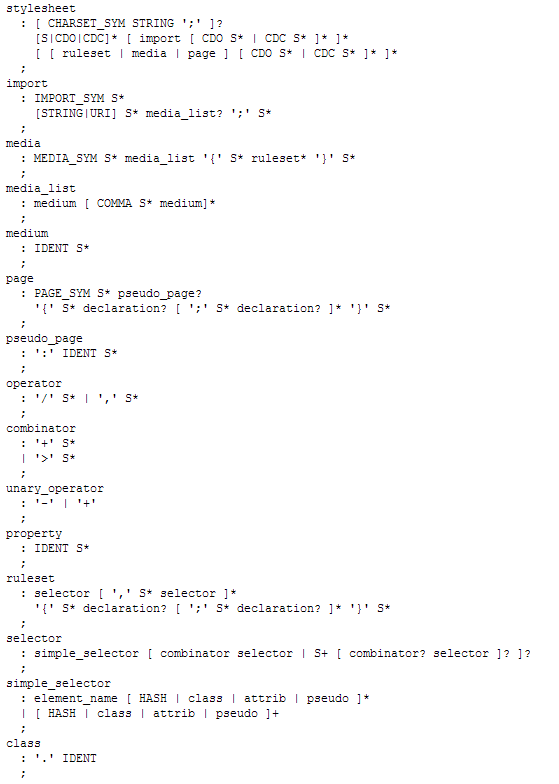 stylesheet
  : [ CHARSET_SYM STRING ';' ]?
    [S|CDO|CDC]* [ import [ CDO S* | CDC S* ]* ]*
    [ [ ruleset | media | page ] [ CDO S* | CDC S* ]* ]*
  ;
import
  : IMPORT_SYM S*
    [STRING|URI] S* media_list? ';' S*
  ;
media
  : MEDIA_SYM S* media_list '{' S* ruleset* '}' S*
  ;
media_list
  : medium [ COMMA S* medium]*
  ;
medium
  : IDENT S*
  ;
page
  : PAGE_SYM S* pseudo_page?
    '{' S* declaration? [ ';' S* declaration? ]* '}' S*
  ;
pseudo_page
  : ':' IDENT S*
  ;
operator
  : '/' S* | ',' S*
  ;
combinator
  : '+' S*
  | '>' S*
  ;
unary_operator
  : '-' | '+'
  ;
property
  : IDENT S*
  ;
ruleset
  : selector [ ',' S* selector ]*
    '{' S* declaration? [ ';' S* declaration? ]* '}' S*
  ;
selector
  : simple_selector [ combinator selector | S+ [ combinator? selector ]? ]?
  ;
simple_selector
  : element_name [ HASH | class | attrib | pseudo ]*
  | [ HASH | class | attrib | pseudo ]+
  ;
class
  : '.' IDENT
  ;